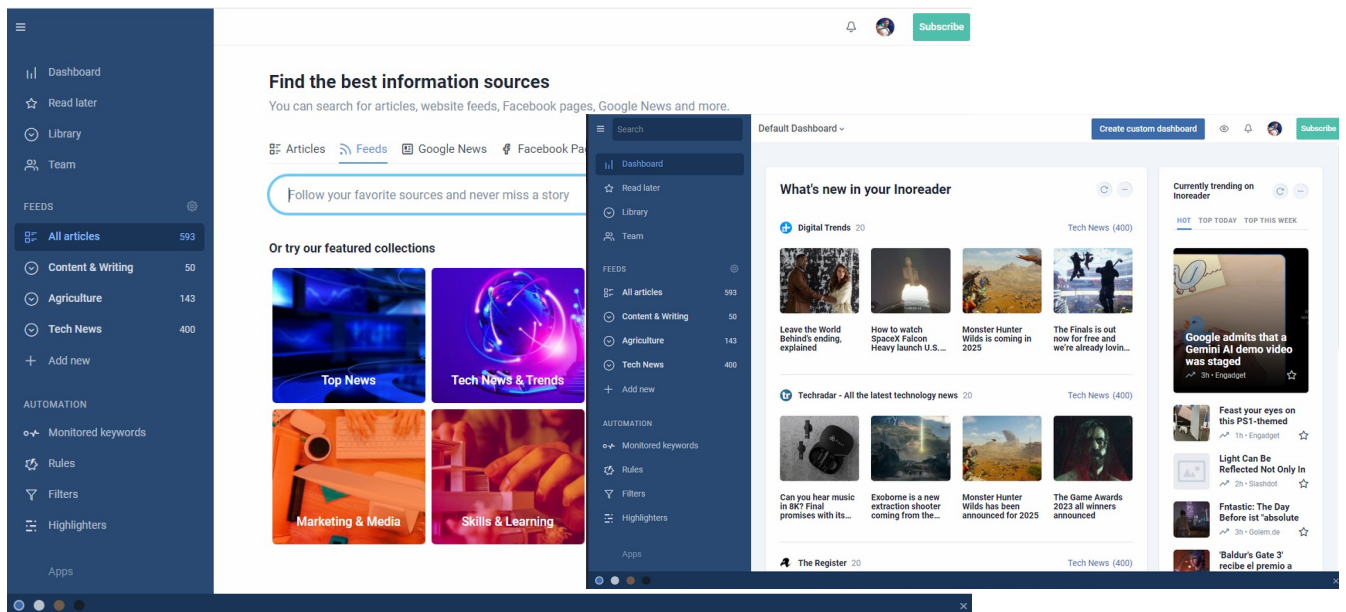 Subscribe
Dashboard
Read later
Library
Team
FEEDS
All articles 593
Content & Writing 50
Agriculture 143
Tech News 400
Add new
AUTOMATION
Monitored keywords
Rules
Filters
Highlighters
Apps
Find the best information sources
You can search for articles, website feeds, Facebook pages, Google News and more.
Articles Feeds Google News Facebook Pa
Follow your favorite sources and never miss a story
Or try our featured collections
Top News
Tech News & Trends
Marketing & Media
Skills & Learning
Search
Dashboard
Read later
Library
Team
FEEDS
All articles 593
Content & Writing 50
Agriculture 143
Tech News 400
Add new
AUTOMATION
Monitored keywords
Rules
Filters
Highlighters
Apps
Default Dashboard
Create custom dashboard
Subscribe
What's new in your Inoreader
Digital Trends 20
Tech News (400)
Leave the World
Behind's ending,
explained
How to watch
SpaceX Falcon
Heavy launch U.S....
Monster Hunter
Wilds is coming in
2025
The Finals is out
now for free and
we're already lovin...
Techradar - All the latest technology news 20
Tech News (400)
Can you hear music
in 8K? Final
promises with its...
Exoborne is a new
extraction shooter
coming from the...
Monster Hunter
Wilds has been
announced for 2025
The Game Awards
2023 all winners
announced
The Register 20
Tech News (400)
Currently trending on
Inoreader
HOT TOP TODAY TOP THIS WEEK
Google admits that a
Gemini AI demo video
was staged
3h • Engadget
Feast your eyes on
this PS1-themed
1h • Engadget
Light Can Be
Reflected Not Only In
2h • Slashdot
Fntastic: The Day
Before ist "absolute
3h • Golem.de
'Baldur's Gate 3'
recibe el premio a